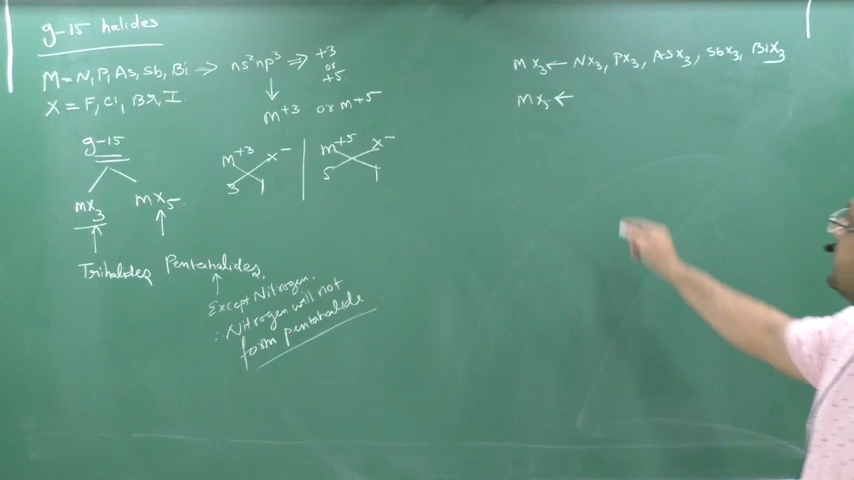 g-15 halides
M = N, P, As, Sb, Bi → ns²np³ ⇒ +3
or
+5
X = F, Cl, Br, I.
↓
M+3 or M+5
g-15
M+3 X−
3 1
M+5 X−
5 1
MX3 MX5
Trihalides Pentahalides.
Except Nitrogen.
∴ Nitrogen will not
form pentahalide
MX3 ← NX3, PX3, ASX3, SbX3, BiX3
MX5 ←